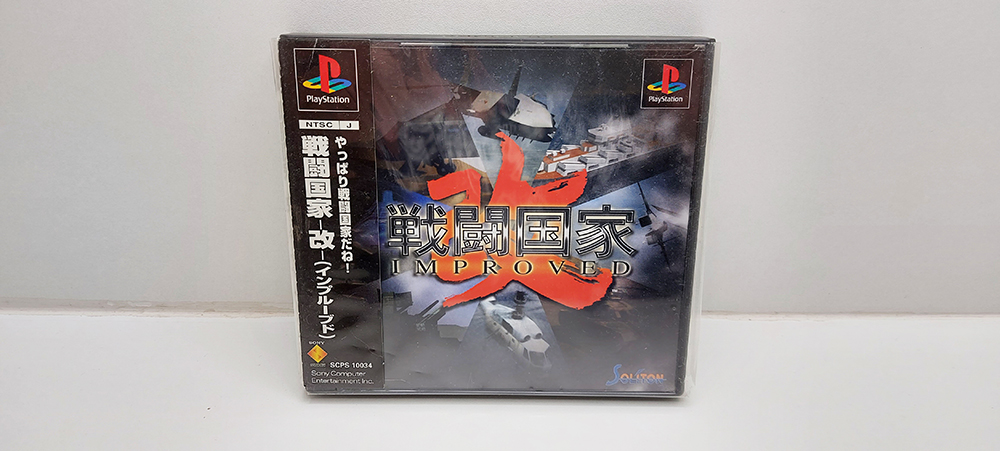 PlayStation
NTSC J
やっぱり戦闘国家だね!
戦闘国家-改-(インプルーブド)
SONY
SCPS 10034
Sony Computer
Entertainment Inc.
PlayStation
改
戦闘国家
IMPROVED
SOLITON